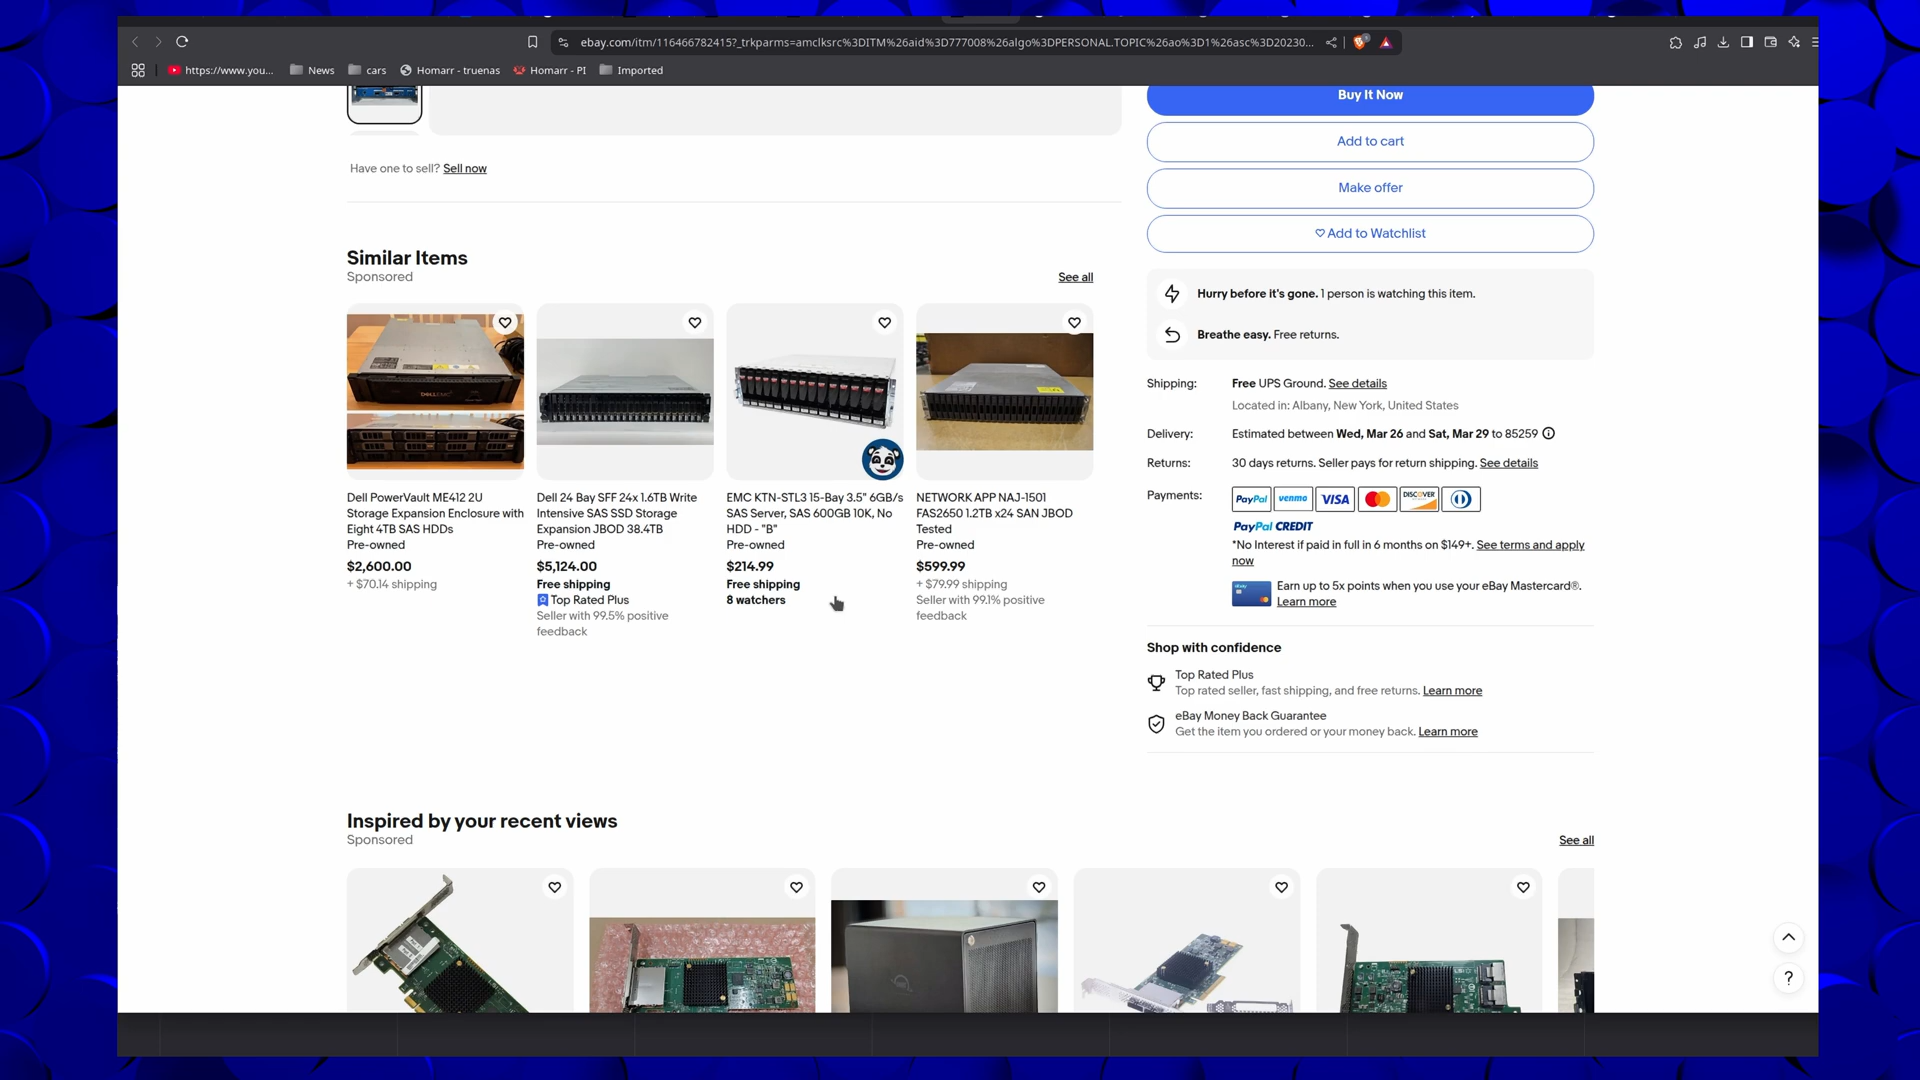 ebay.com/itm/116466782415?_trkparms=amclksrc%3DITM%26aid%3D777008%26algo%3DPERSONAL.TOPIC%26ao%3D1%26asc%3D20230...
https://www.you...
News
cars
Homarr - truenas
Homarr - PI
Imported
Buy It Now
Add to cart
Make offer
Add to Watchlist
Have one to sell? Sell now
Similar Items
Sponsored
See all
Dell PowerVault ME412 2U
Storage Expansion Enclosure with
Eight 4TB SAS HDDs
Pre-owned
$2,600.00
+ $70.14 shipping
Dell 24 Bay SFF 24x 1.6TB Write
Intensive SAS SSD Storage
Expansion JBOD 38.4TB
Pre-owned
$5,124.00
Free shipping
Top Rated Plus
Seller with 99.5% positive
feedback
EMC KTN-STL3 15-Bay 3.5" 6GB/s
SAS Server, SAS 600GB 10K, No
HDD - "B"
Pre-owned
$214.99
Free shipping
8 watchers
NETWORK APP NAJ-1501
FAS2650 1.2TB x24 SAN JBOD
Tested
Pre-owned
$599.99
+ $79.99 shipping
Seller with 99.1% positive
feedback
Hurry before it's gone. 1 person is watching this item.
Breathe easy. Free returns.
Shipping:
Free UPS Ground. See details
Located in: Albany, New York, United States
Delivery:
Estimated between Wed, Mar 26 and Sat, Mar 29 to 85259
Returns:
30 days returns. Seller pays for return shipping. See details
Payments:
PayPal
venmo
VISA
DISCOVER
PayPal CREDIT
*No Interest if paid in full in 6 months on $149+. See terms and apply
now
Earn up to 5x points when you use your eBay Mastercard®.
Learn more
Shop with confidence
Top Rated Plus
Top rated seller, fast shipping, and free returns. Learn more
eBay Money Back Guarantee
Get the item you ordered or your money back. Learn more
Inspired by your recent views
Sponsored
See all
?